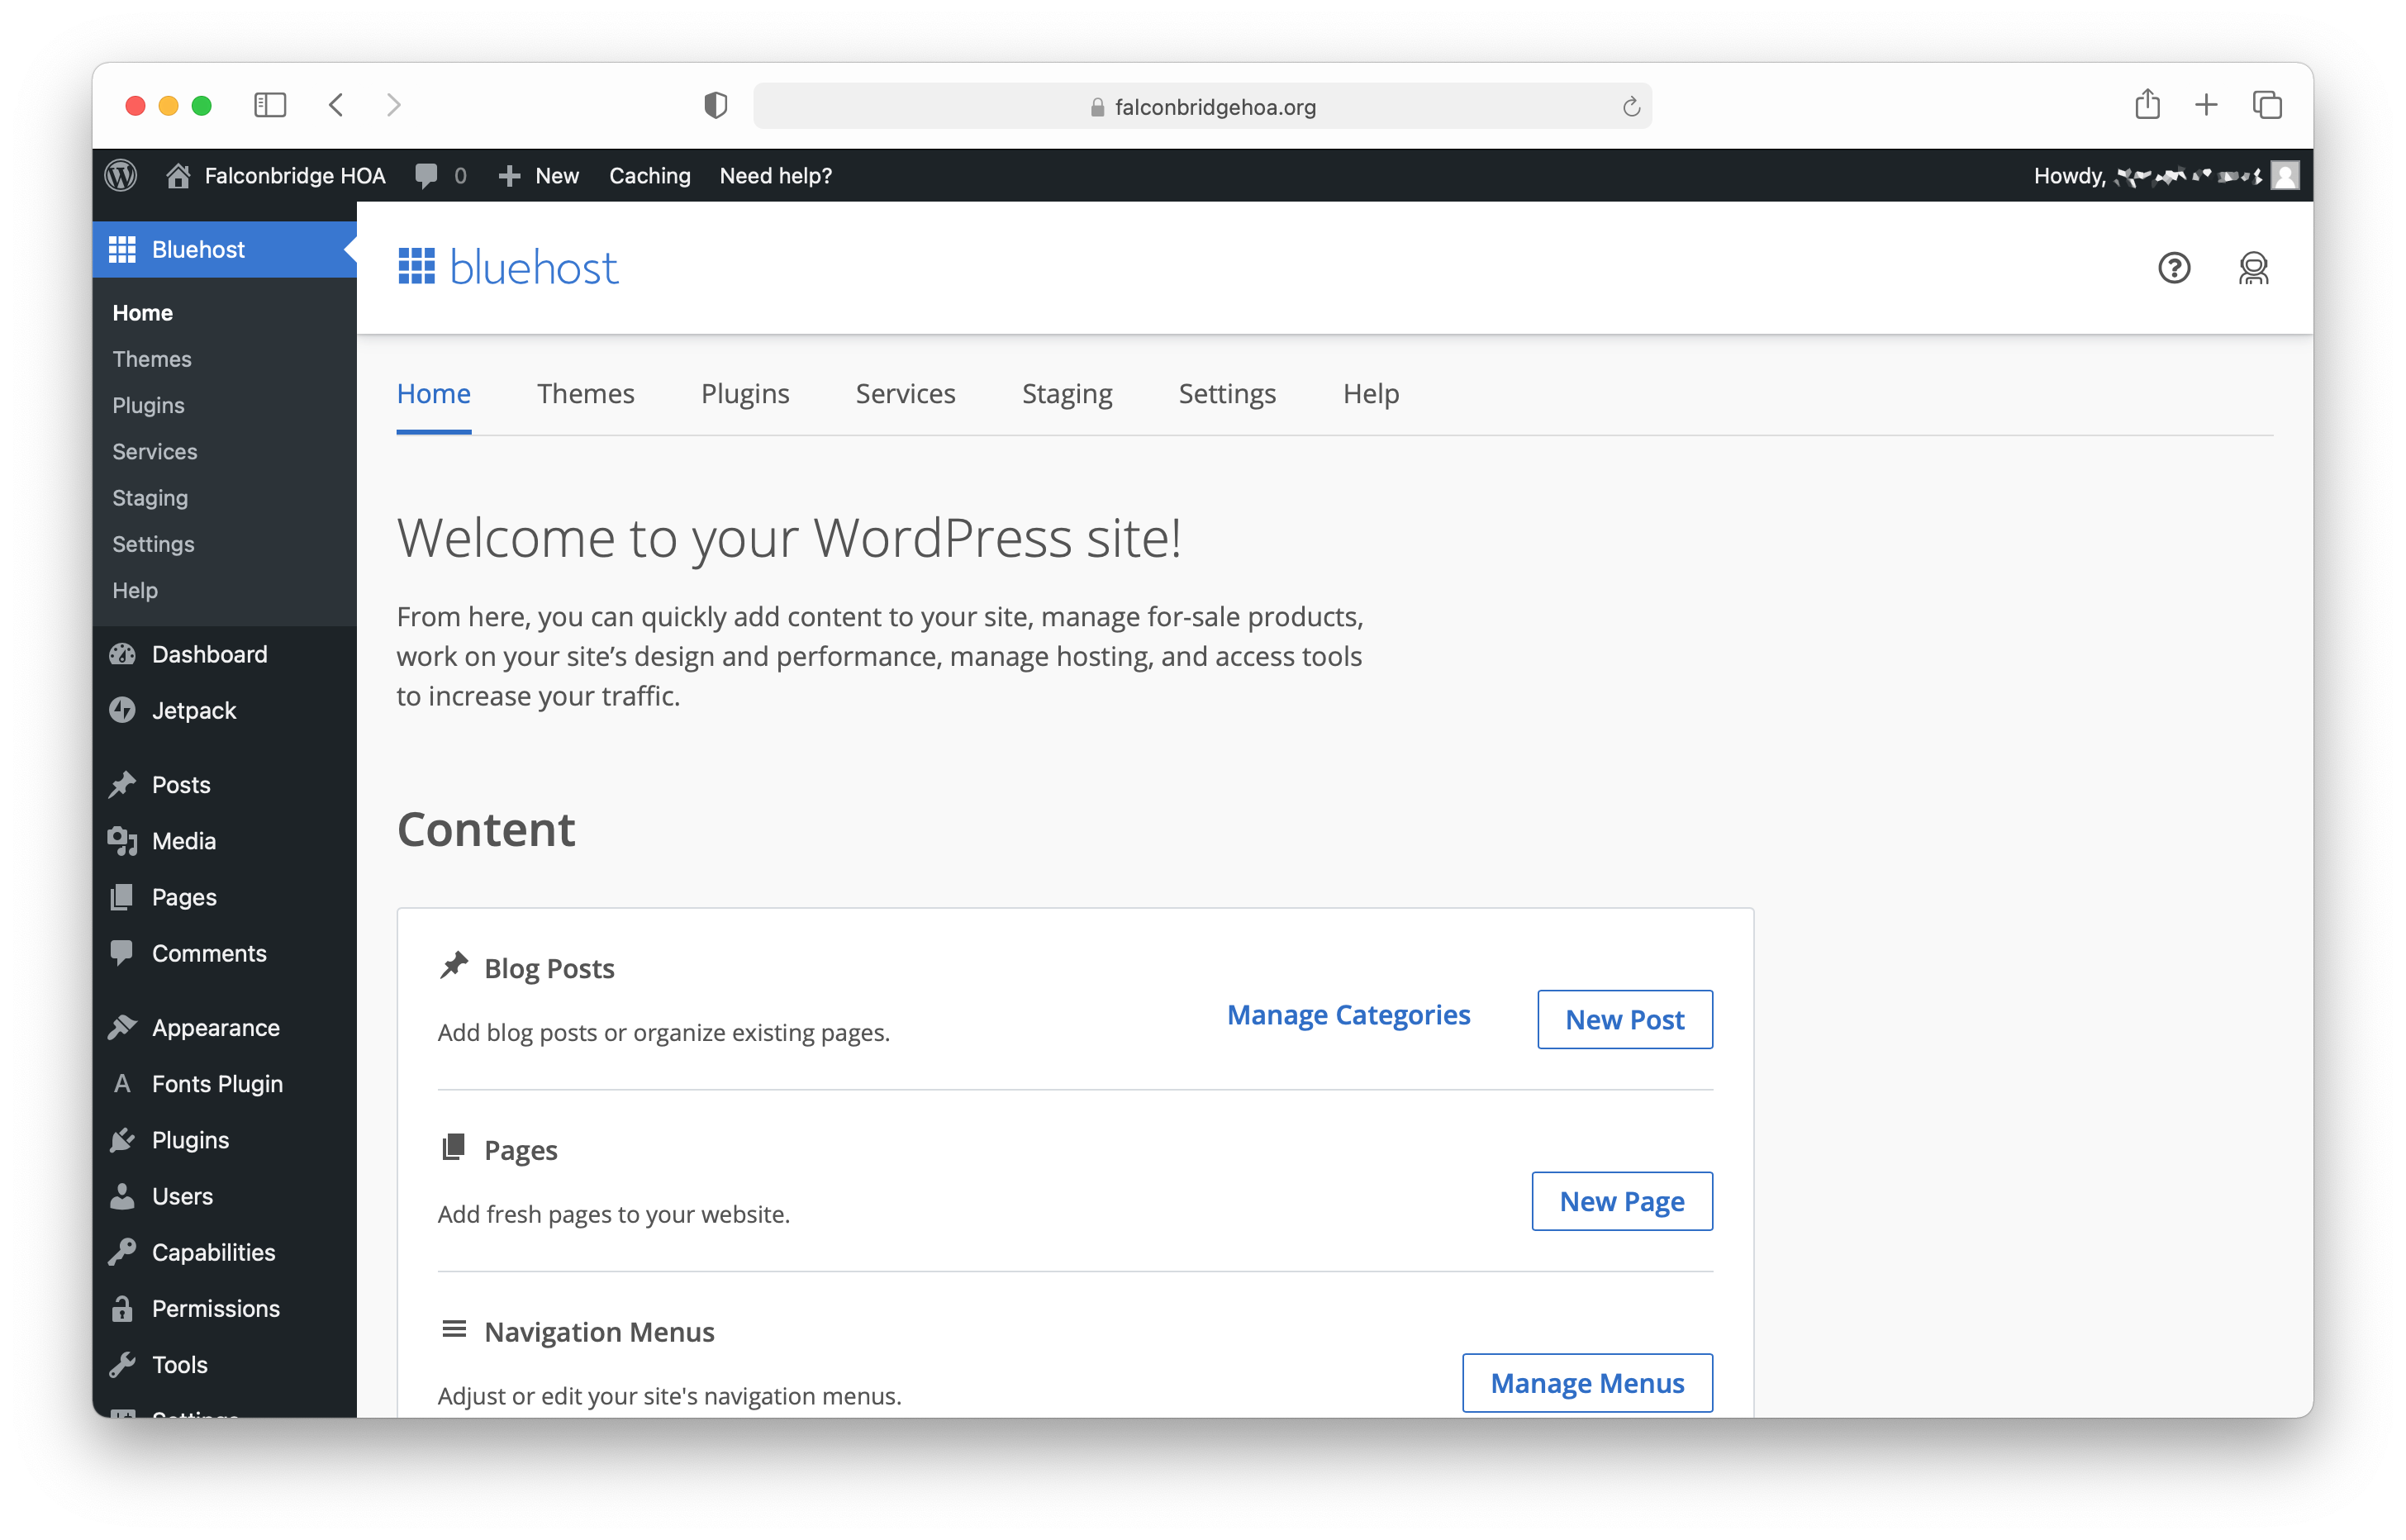 falconbridgehoa.org
Falconbridge HOA 0 New Caching Need help? Howdy,
Bluehost
Home
Themes
Plugins
Services
Staging
Settings
Help
Dashboard
Jetpack
Posts
Media
Pages
Comments
Appearance
Fonts Plugin
Plugins
Users
Capabilities
Permissions
Tools
Settings
bluehost
Home Themes Plugins Services Staging Settings Help
Welcome to your WordPress site!
From here, you can quickly add content to your site, manage for-sale products,
work on your site’s design and performance, manage hosting, and access tools
to increase your traffic.
Content
Blog Posts
Add blog posts or organize existing pages.
Manage Categories
New Post
Pages
Add fresh pages to your website.
New Page
Navigation Menus
Adjust or edit your site's navigation menus.
Manage Menus